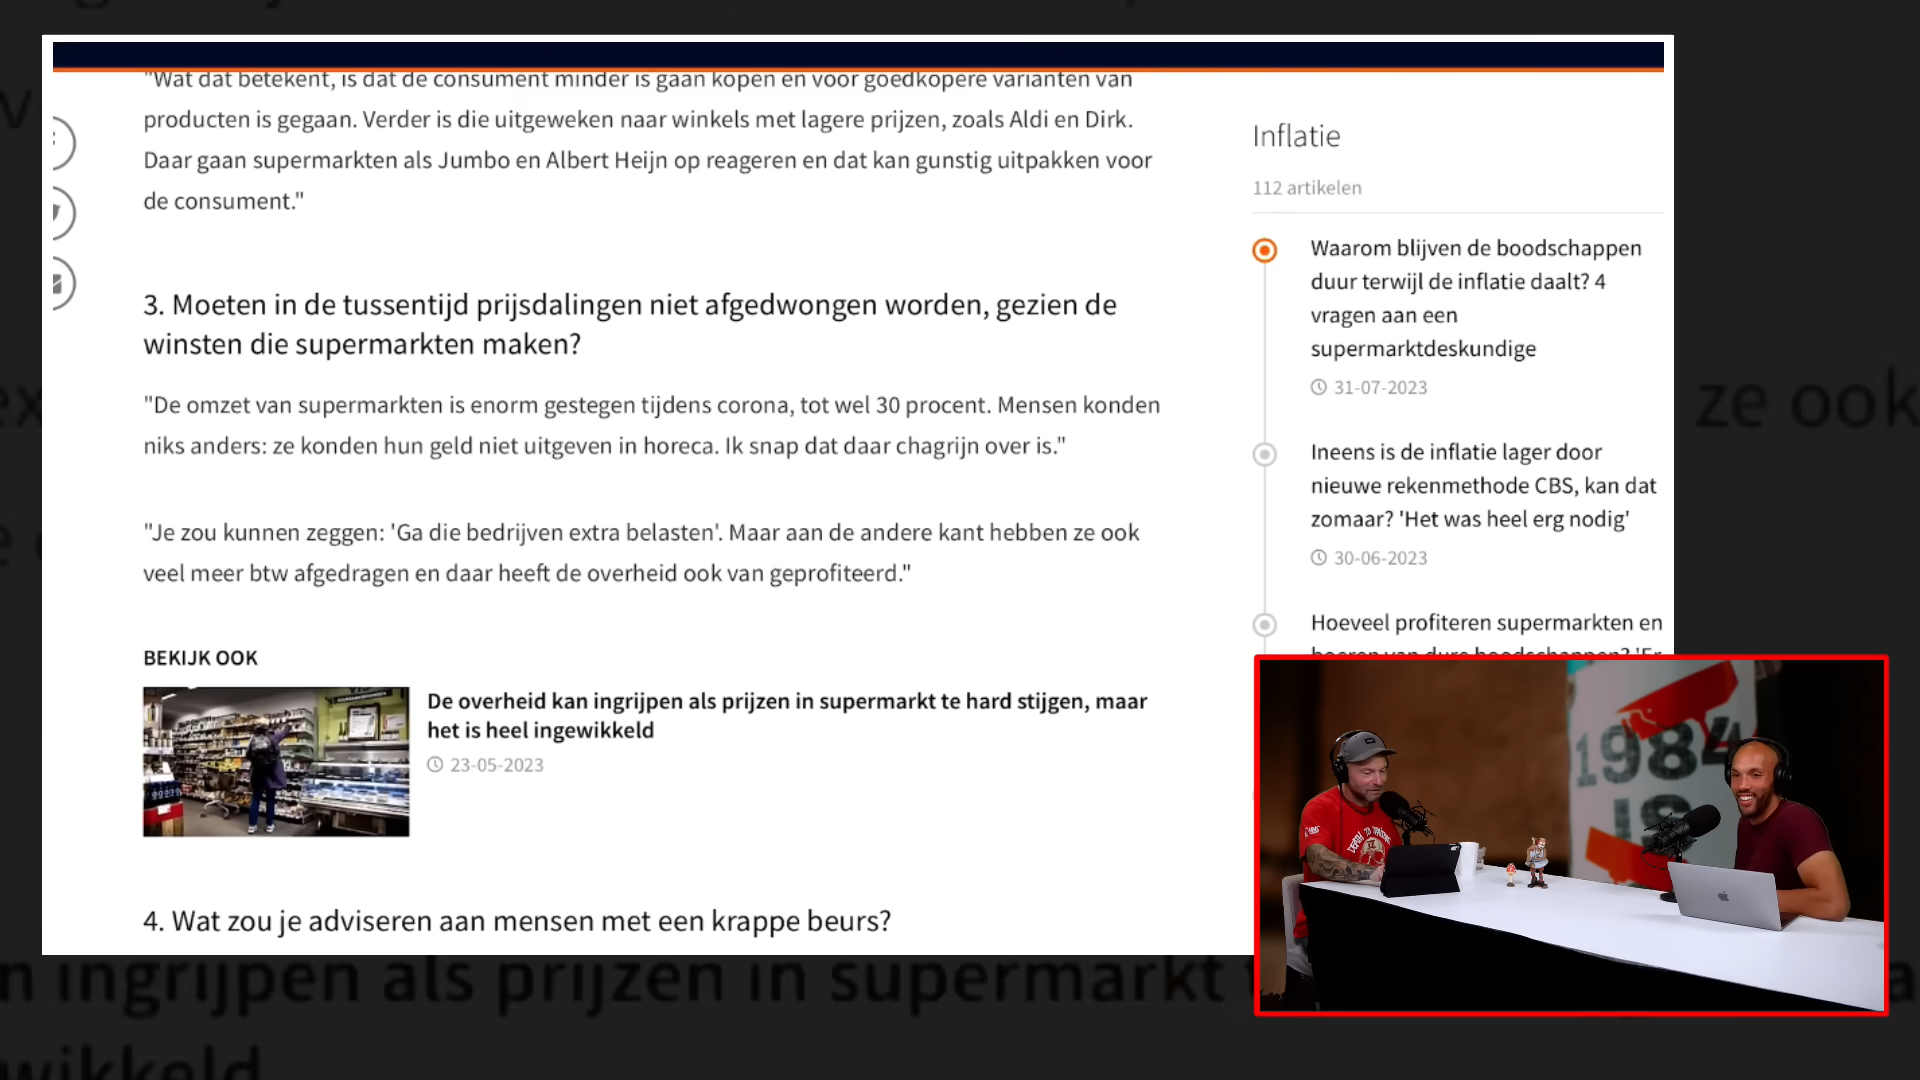 "Wat dat betekent, is dat de consument minder is gaan kopen en voor goedkopere varianten van
producten is gegaan. Verder is die uitgeweken naar winkels met lagere prijzen, zoals Aldi en Dirk.
Daar gaan supermarkten als Jumbo en Albert Heijn op reageren en dat kan gunstig uitpakken voor
de consument."
3. Moeten in de tussentijd prijsdalingen niet afgedwongen worden, gezien de
winsten die supermarkten maken?
"De omzet van supermarkten is enorm gestegen tijdens corona, tot wel 30 procent. Mensen konden
niks anders: ze konden hun geld niet uitgeven in horeca. Ik snap dat daar chagrijn over is."
"Je zou kunnen zeggen: 'Ga die bedrijven extra belasten'. Maar aan de andere kant hebben ze ook
veel meer btw afgedragen en daar heeft de overheid ook van geprofiteerd."
BEKIJK OOK
De overheid kan ingrijpen als prijzen in supermarkt te hard stijgen, maar
het is heel ingewikkeld
23-05-2023
4. Wat zou je adviseren aan mensen met een krappe beurs?
Inflatie
112 artikelen
Waarom blijven de boodschappen
duur terwijl de inflatie daalt? 4
vragen aan een
supermarktdeskundige
31-07-2023
Ineens is de inflatie lager door
nieuwe rekenmethode CBS, kan dat
zomaar? 'Het was heel erg nodig'
30-06-2023
Hoeveel profiteren supermarkten en
boeren van dure boodschappen? 'Er
1984
IS
DEATH TO
ze ook
n ingrijpen als prijzen in supermarkt
wikkeld